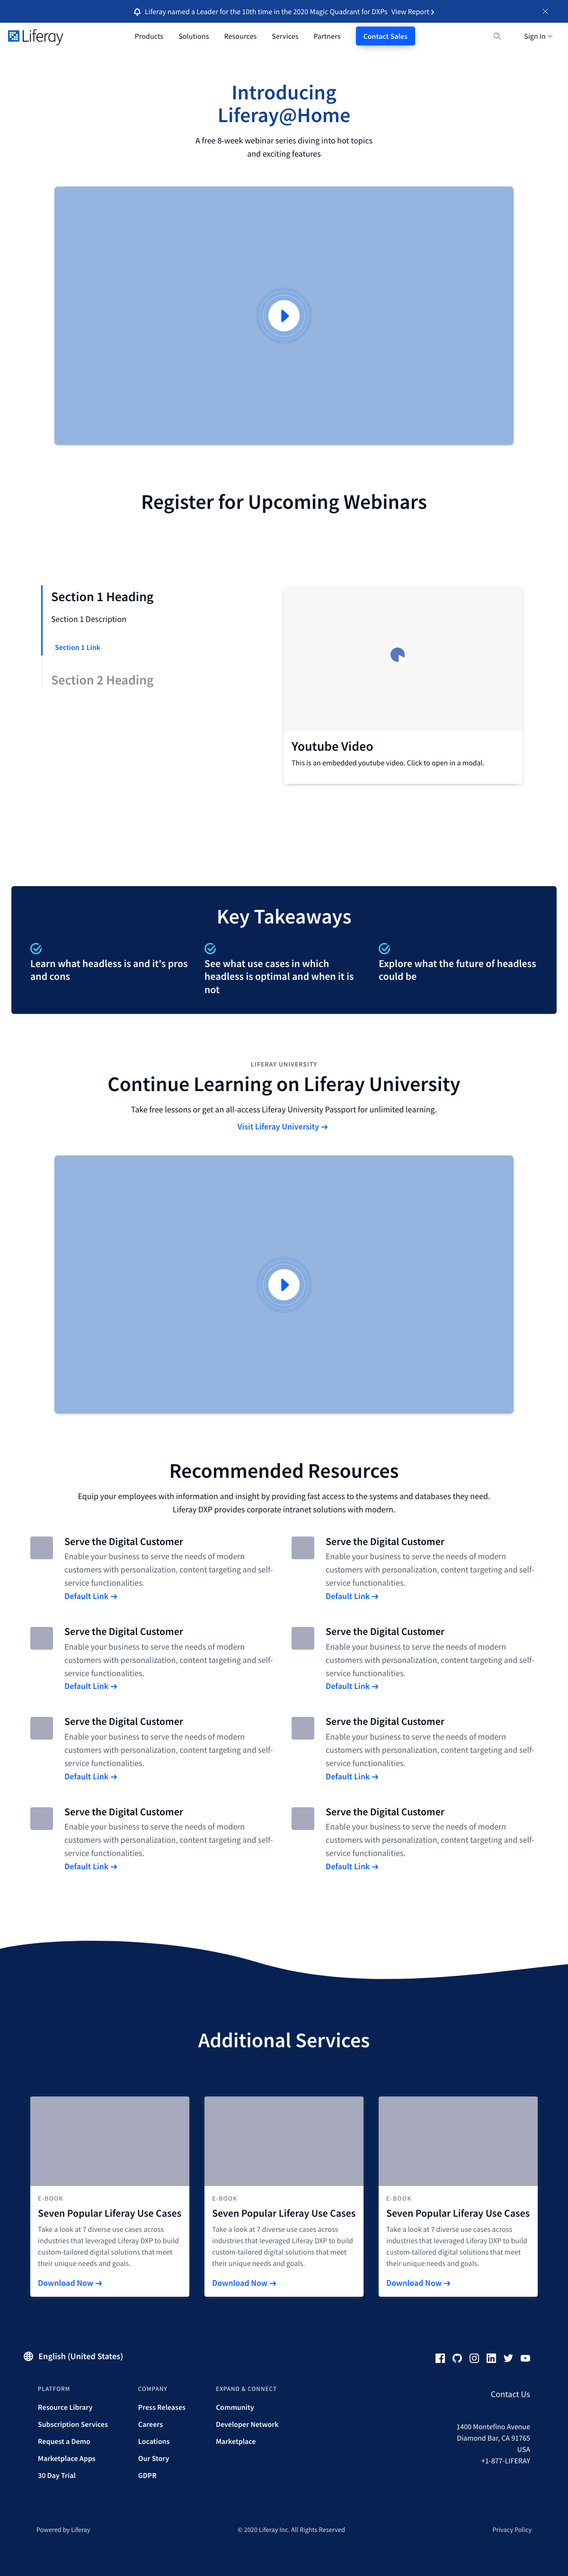 Liferay named a Leader for the 10th time in the 2020 Magic Quadrant for DXPs View Report
Liferay
Products Solutions Resources Services Partners Contact Sales Sign In
Introducing
Liferay@Home
A free 8-week webinar series diving into hot topics
and exciting features
Register for Upcoming Webinars
Section 1 Heading
Section 1 Description
Section 1 Link
Section 2 Heading
Youtube Video
This is an embedded youtube video. Click to open in a modal.
Key Takeaways
Learn what headless is and it's pros
and cons
See what use cases in which
headless is optimal and when it is
not
Explore what the future of headless
could be
LIFERAY UNIVERSITY
Continue Learning on Liferay University
Take free lessons or get an all-access Liferay University Passport for unlimited learning.
Visit Liferay University →
Recommended Resources
Equip your employees with information and insight by providing fast access to the systems and databases they need.
Liferay DXP provides corporate intranet solutions with modern.
Serve the Digital Customer
Enable your business to serve the needs of modern
customers with personalization, content targeting and self-
service functionalities.
Default Link →
Serve the Digital Customer
Enable your business to serve the needs of modern
customers with personalization, content targeting and self-
service functionalities.
Default Link →
Serve the Digital Customer
Enable your business to serve the needs of modern
customers with personalization, content targeting and self-
service functionalities.
Default Link →
Serve the Digital Customer
Enable your business to serve the needs of modern
customers with personalization, content targeting and self-
service functionalities.
Default Link →
Serve the Digital Customer
Enable your business to serve the needs of modern
customers with personalization, content targeting and self-
service functionalities.
Default Link →
Serve the Digital Customer
Enable your business to serve the needs of modern
customers with personalization, content targeting and self-
service functionalities.
Default Link →
Serve the Digital Customer
Enable your business to serve the needs of modern
customers with personalization, content targeting and self-
service functionalities.
Default Link →
Serve the Digital Customer
Enable your business to serve the needs of modern
customers with personalization, content targeting and self-
service functionalities.
Default Link →
Additional Services
E-BOOK
Seven Popular Liferay Use Cases
Take a look at 7 diverse use cases across
industries that leveraged Liferay DXP to build
custom-tailored digital solutions that meet
their unique needs and goals.
Download Now →
E-BOOK
Seven Popular Liferay Use Cases
Take a look at 7 diverse use cases across
industries that leveraged Liferay DXP to build
custom-tailored digital solutions that meet
their unique needs and goals.
Download Now →
E-BOOK
Seven Popular Liferay Use Cases
Take a look at 7 diverse use cases across
industries that leveraged Liferay DXP to build
custom-tailored digital solutions that meet
their unique needs and goals.
Download Now →
English (United States)
PLATFORM
Resource Library
Subscription Services
Request a Demo
Marketplace Apps
30 Day Trial
COMPANY
Press Releases
Careers
Locations
Our Story
GDPR
EXPAND & CONNECT
Community
Developer Network
Marketplace
Contact Us
1400 Montefino Avenue
Diamond Bar, CA 91765
USA
+1-877-LIFERAY
Powered by Liferay
© 2020 Liferay Inc. All Rights Reserved
Privacy Policy